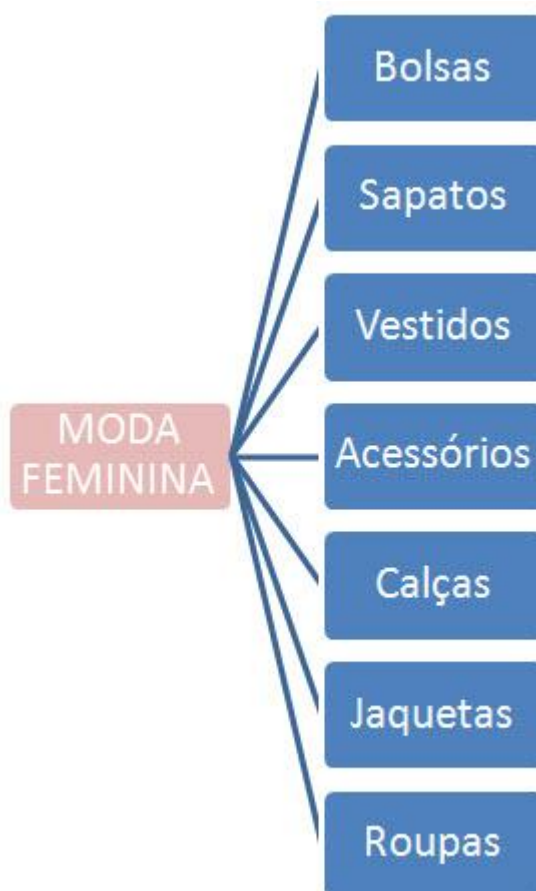 Bolsas
Sapatos
Vestidos
MODA
FEMININA
Acessórios
Calças
Jaquetas
Roupas